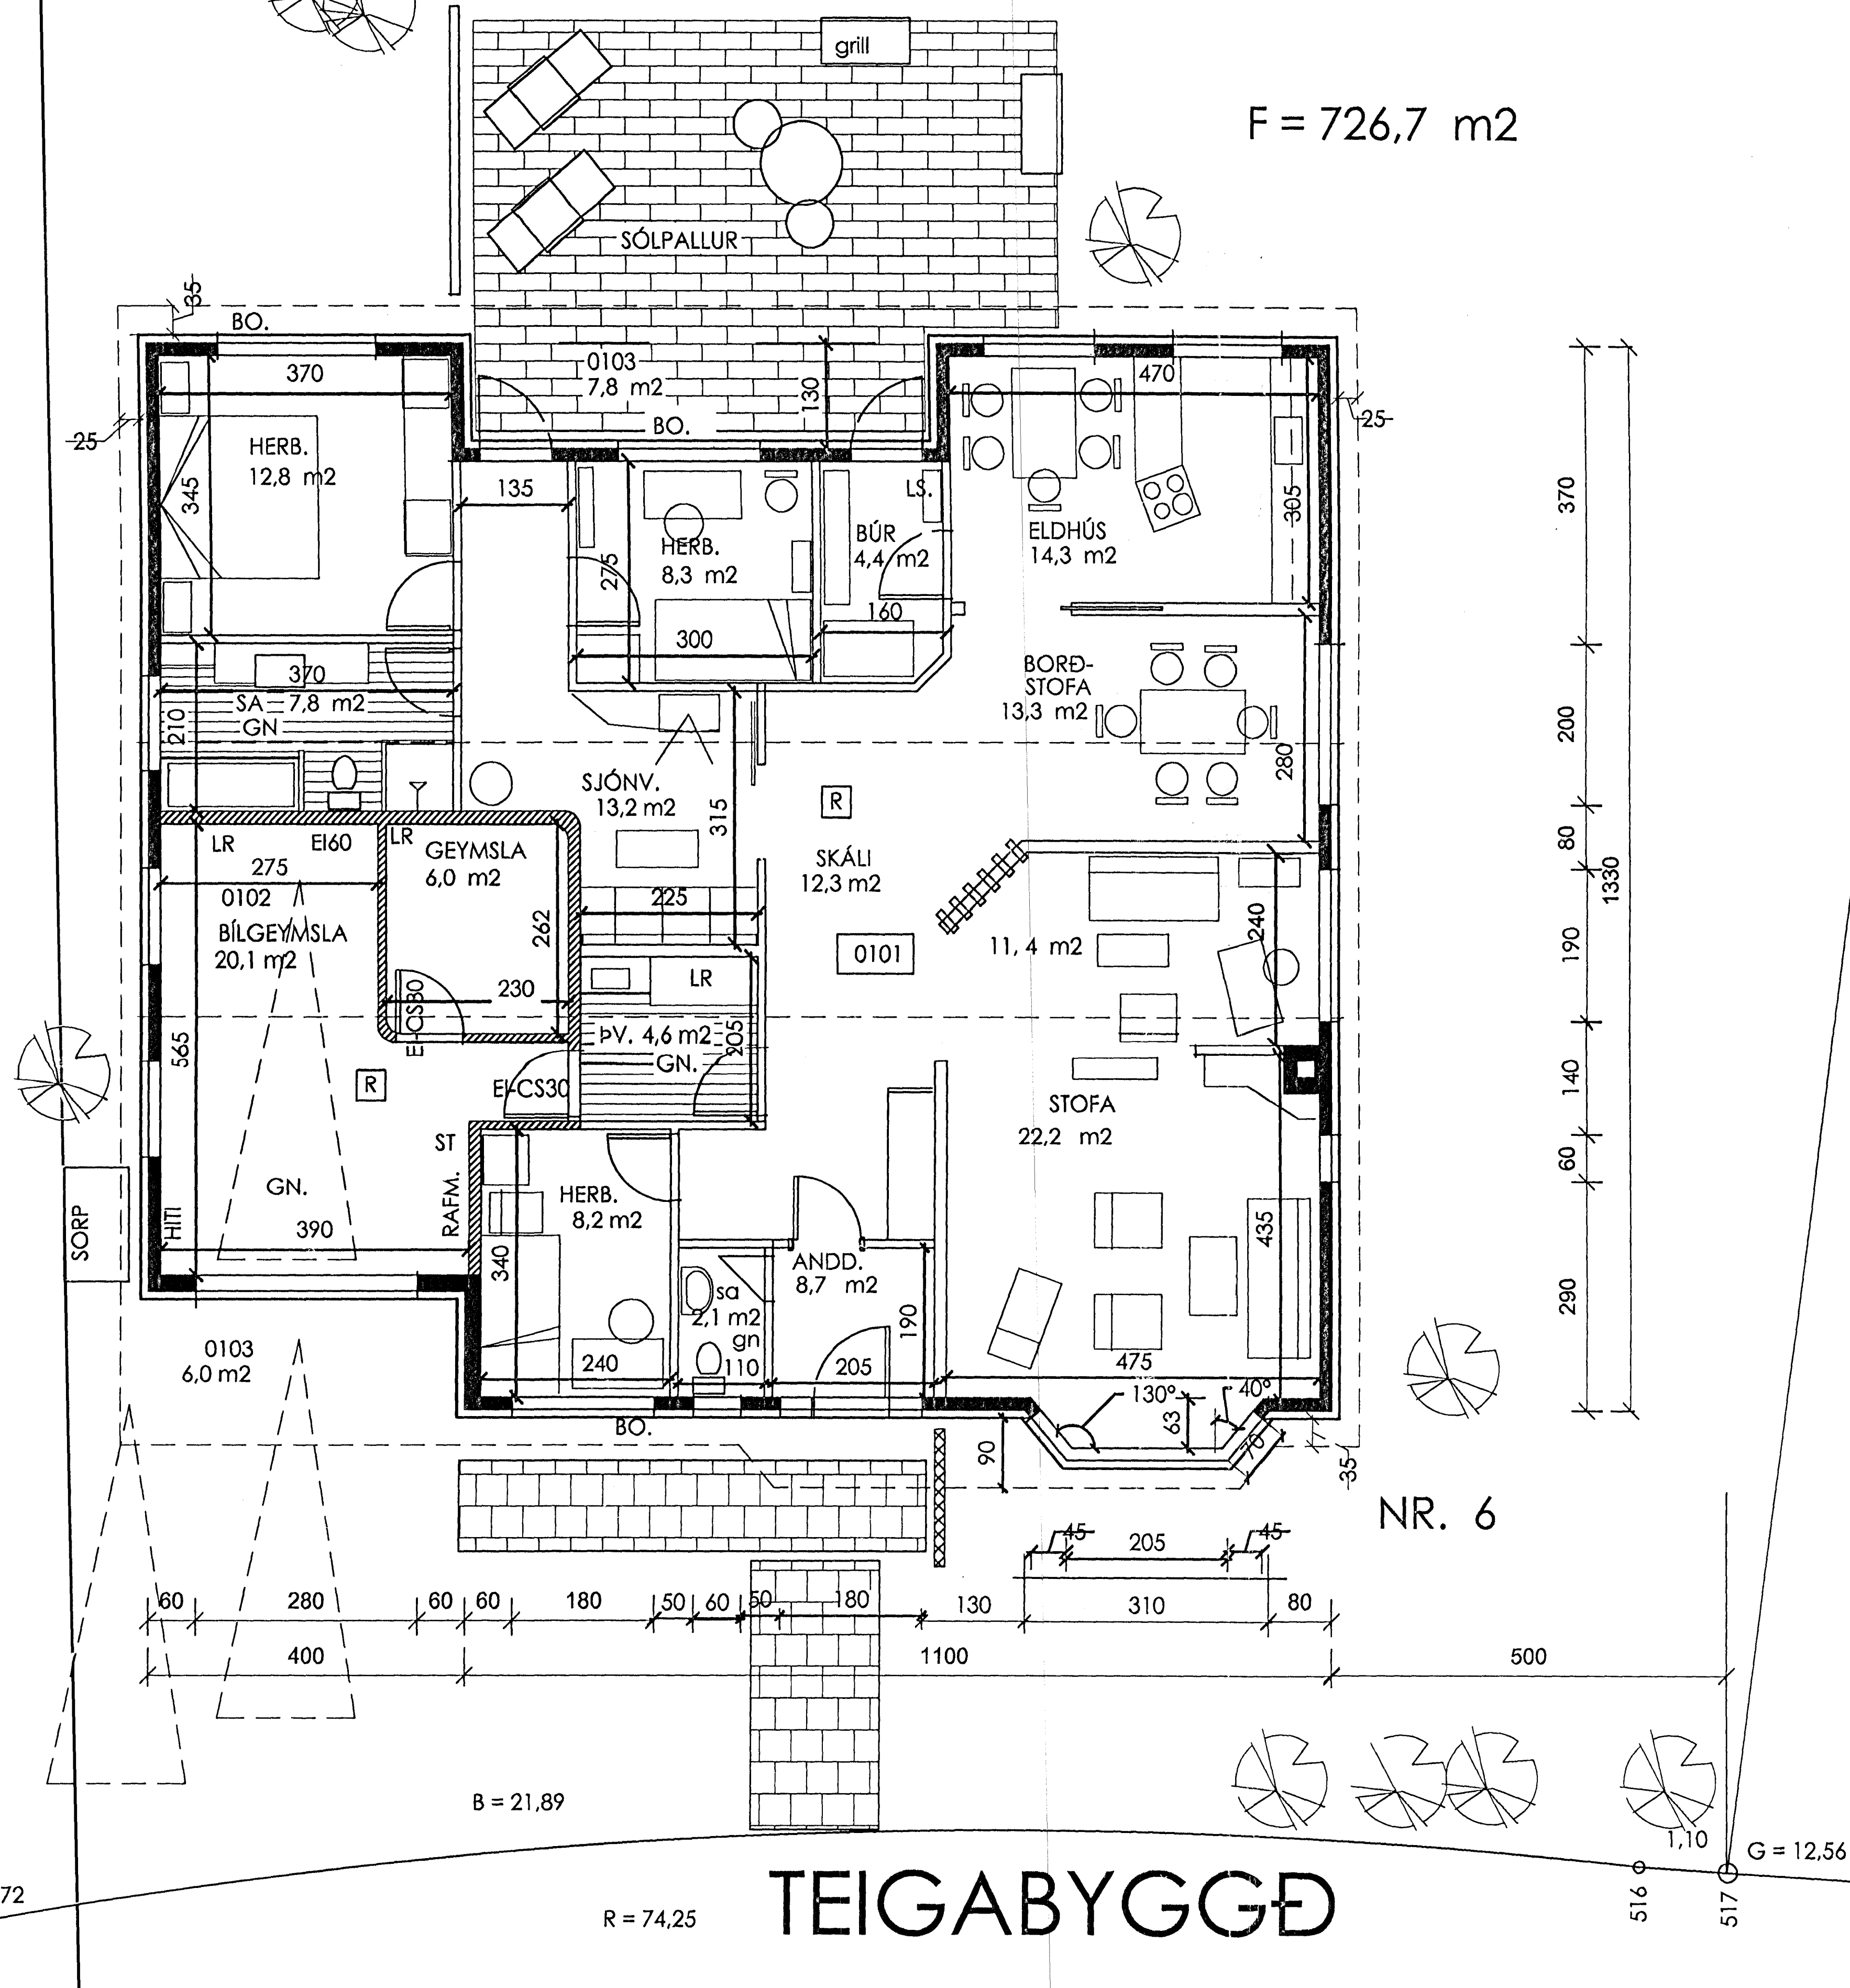 grill
F = 726,7 m2
SÓLPALLUR
35
BO.
0103
7,8 m2
130
BO.
370
470
25
25
HERB.
12,8 m2
345
135
LS.
305
370
HERB.
8,3 m2
275
BÚR
4,4 m2
ELDHÚS
14,3 m2
160
300
370
SA 7,8 m2
GN
210
BORÐ-
STOFA
13,3 m2
280
200
SJÓNV.
13,2 m2
315
R
LR
EI60
LR
GEYMSLA
6,0 m2
SKÁLI
12,3 m2
80
1330
275
0102
BÍLGEYMSLA
20,1 m2
262
225
240
190
0101
11,4 m2
230
LR
EI-CS30
ÞV. 4,6 m2
GN.
205
565
R
EI-CS30
140
STOFA
22,2 m2
ST
60
RAFM.
GN.
HERB.
8,2 m2
SORP
HITI
390
340
435
ANDD.
8,7 m2
sa
2,1 m2
gn
190
290
0103
6,0 m2
240
110
205
475
130°
40°
63
70
BO.
90
35
NR. 6
45
205
45
60
280
60
60
180
50
60
50
180
130
310
80
400
1100
500
B = 21,89
1,10
G = 12,56
72
R = 74,25
TEIGABYGGÐ
516
517